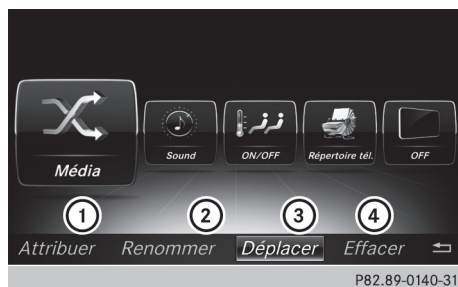 Média
Sound
ON/OFF
Répertoire tél.
OFF
1
2
3
4
Attribuer
Renommer
Déplacer
Effacer
P82.89-0140-31